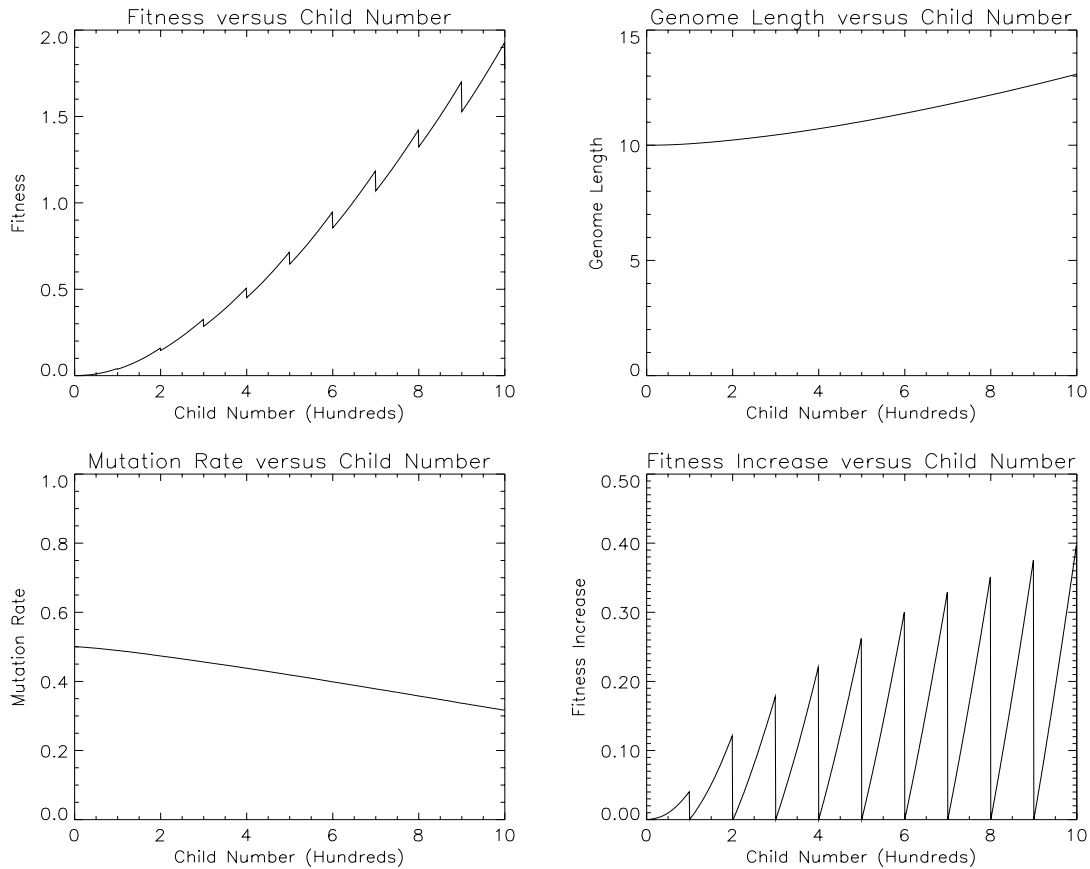 Fitness versus Child Number
2.0
1.5
1.0
0.5
0.0
Fitness
0 2 4 6 8 10
Child Number (Hundreds)
Genome Length versus Child Number
15
10
5
0
Genome Length
0 2 4 6 8 10
Child Number (Hundreds)
Mutation Rate versus Child Number
1.0
0.8
0.6
0.4
0.2
0.0
Mutation Rate
0 2 4 6 8 10
Child Number (Hundreds)
Fitness Increase versus Child Number
0.50
0.40
0.30
0.20
0.10
0.00
Fitness Increase
0 2 4 6 8 10
Child Number (Hundreds)